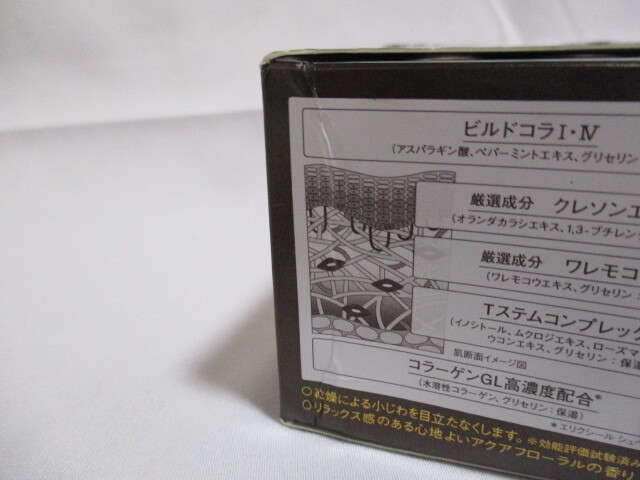 ビルドコラⅠ・Ⅳ
(アスパラギン酸、ペパーミントエキス、グリセリン
厳選成分 クレソンエ
(オランダカラシエキス、1,3-ブチレン
厳選成分 ワレモコ
(ワレモコウエキス、グリセリン
Tステムコンプレック
(イノシトール、ムクロジエキス、ローズマ
ウコンエキス、グリセリン：保湿
肌断面イメージ図
コラーゲンGL高濃度配合*
(水溶性コラーゲン、グリセリン：保湿)
*エリクシール シュ
○乾燥による小じわを目立たなくします。※効能評価試験済み
○リラックス感のある心地よいアクアフローラルの香り